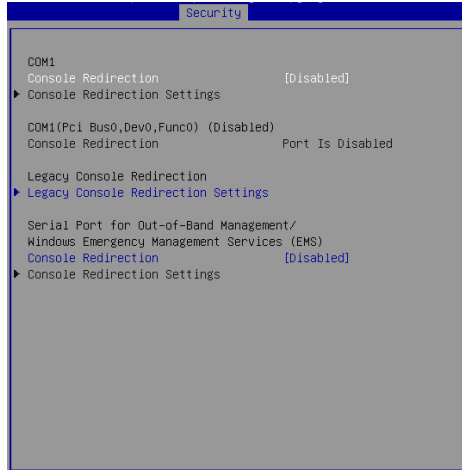 Security
COM1
Console Redirection [Disabled]
Console Redirection Settings
COM1(Pci Bus0,Dev0,Func0) (Disabled)
Console Redirection Port Is Disabled
Legacy Console Redirection
Legacy Console Redirection Settings
Serial Port for Out-of-Band Management/
Windows Emergency Management Services (EMS)
Console Redirection [Disabled]
Console Redirection Settings